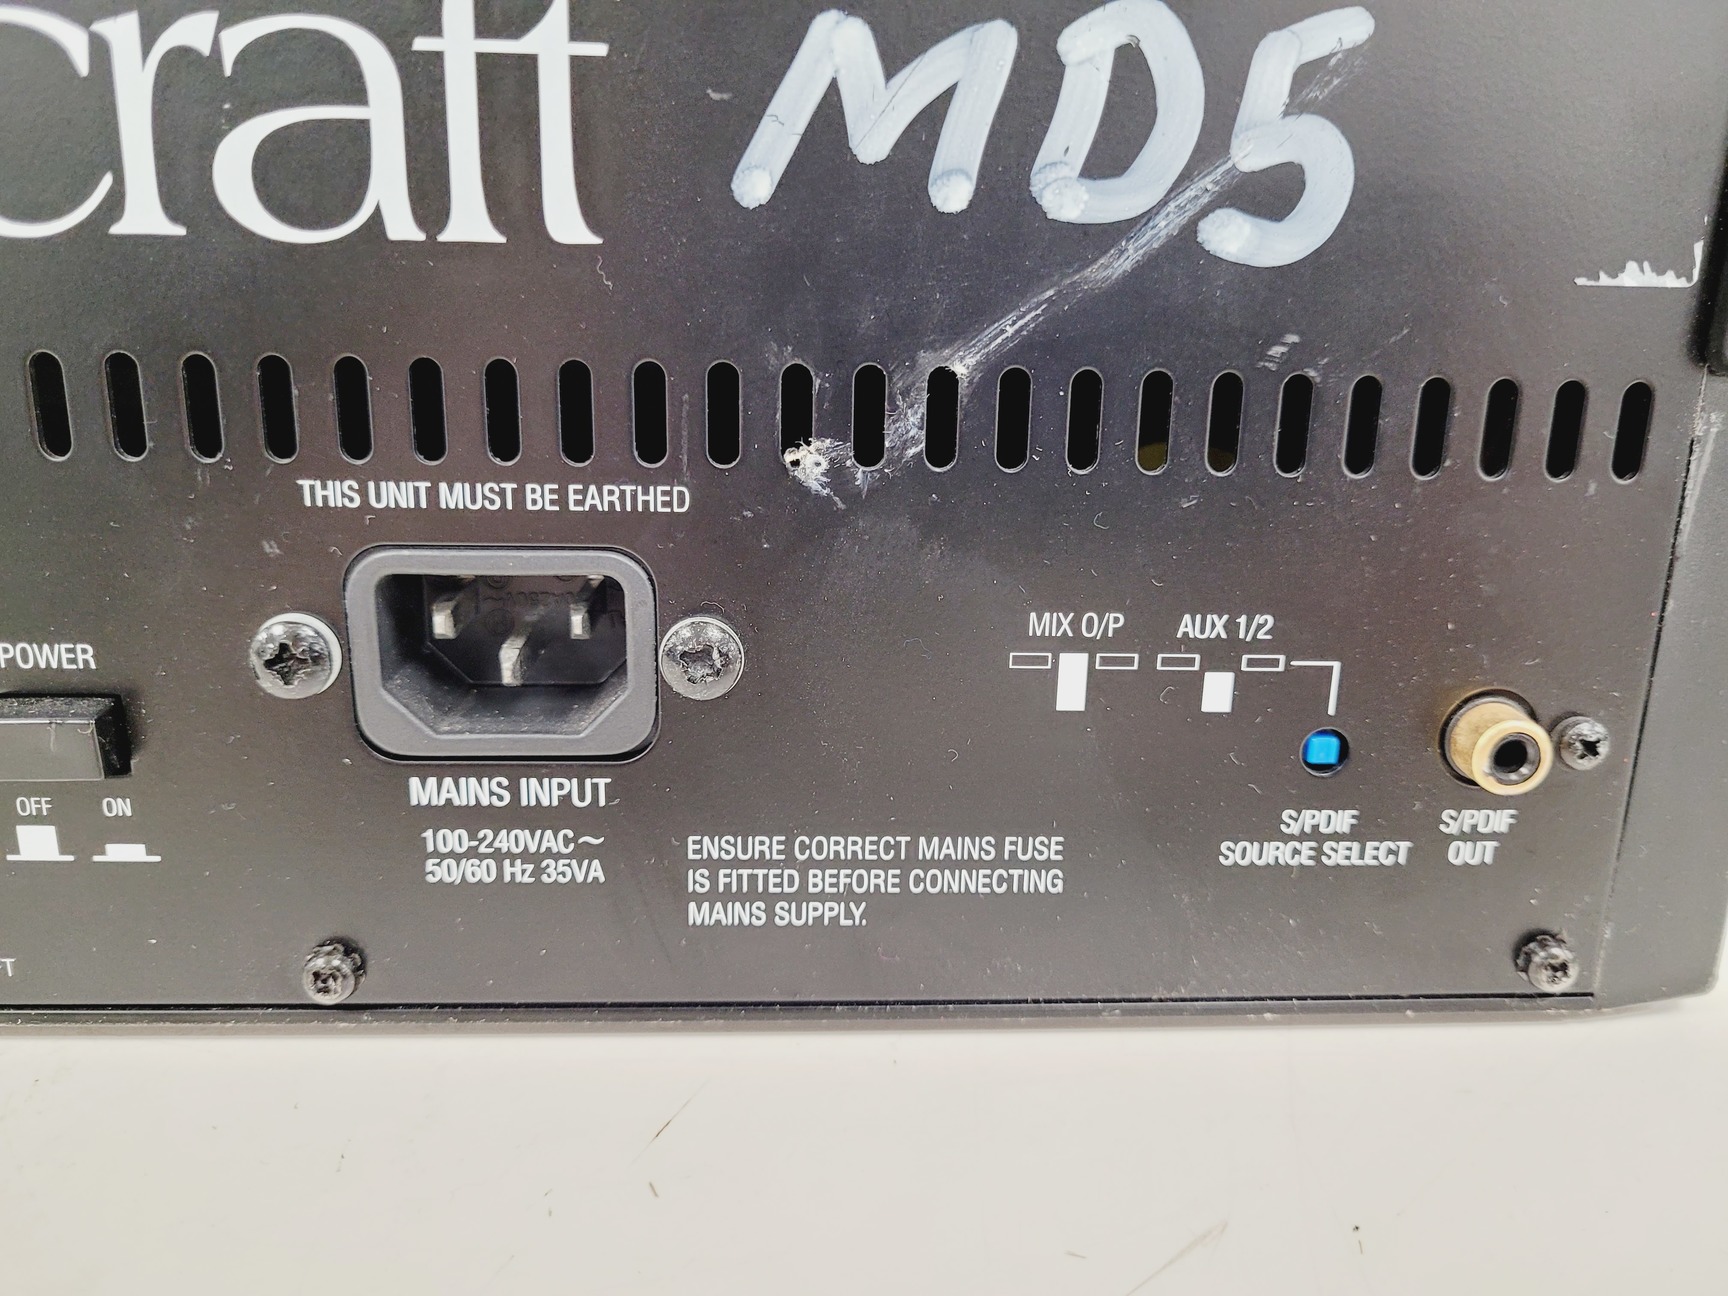 craft MD5
THIS UNIT MUST BE EARTHED
POWER
MIX O/P AUX 1/2
OFF ON
MAINS INPUT
100-240VAC~
50/60 Hz 35VA
ENSURE CORRECT MAINS FUSE
IS FITTED BEFORE CONNECTING
MAINS SUPPLY.
S/PDIF
SOURCE SELECT
S/PDIF
OUT
FT